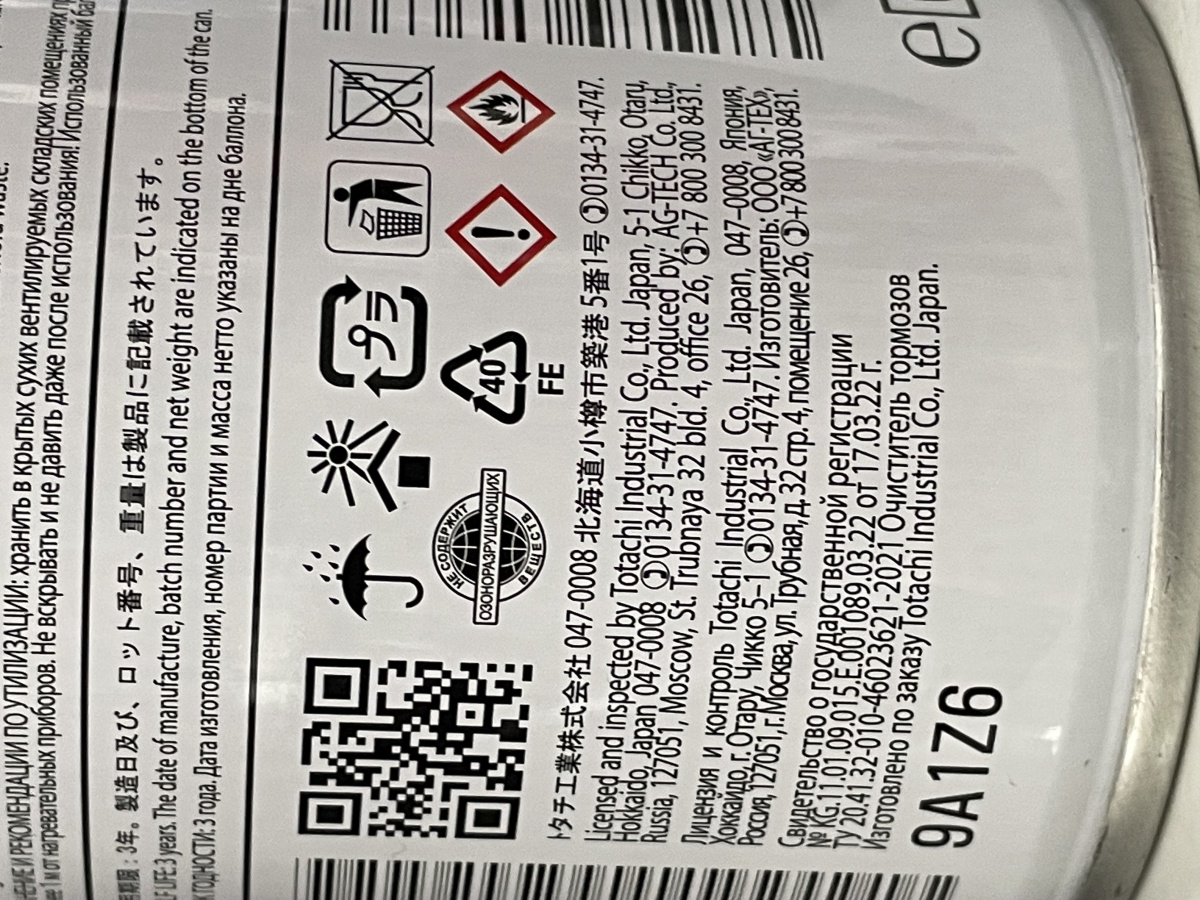 РЕКОМЕНДАЦИИ ПО УТИЛИЗАЦИИ: хранить в крытых сухих вентилируемых складских помещениях
от нагревательных приборов. Не вскрывать и не давить даже после использования! Использованный
3年。製造日及び、ロット番号、重量は製品に記載されています。
LIFE: 3 years. The date of manufacture, batch number and net weight are indicated on the bottom of the can.
ГОДНОСТИ: 3 года. Дата изготовления, номер партии и масса нетто указаны на дне баллона.
プラ
40
FE
НЕ СОДЕРЖИТ
ОЗОНОРАЗРУШАЮЩИХ
ВЕЩЕСТВ
トタチ工業株式会社 047-0008 北海道小樽市築港 5番1号 0134-31-4747.
Licensed and inspected by Totachi Industrial Co., Ltd. Japan, 5-1 Chikko, Otaru,
Hokkaido, Japan 047-0008 0134-31-4747. Produced by: AG-TECH Co. Ltd.,
Russia, 127051, Moscow, St. Trubnaya 32 bld. 4, office 26, +7 800 300 8431.
Лицензия и контроль Totachi Industrial Co., Ltd. Japan, 047-0008, Япония,
Хоккайдо, г. Отару, Чикко 5-1 0134-31-4747. Изготовитель: ООО «АГ-ТЕХ»,
Россия, 127051, г. Москва, ул. Трубная, д. 32 стр. 4, помещение 26, +7 800 300 8431.
Свидетельство о государственной регистрации
№ KG.11.01.09.015.E.001089.03.22 от 17.03.22 г.
ТУ 20.41.32-010-46023621-2021 Очиститель тормозов
Изготовлено по заказу Totachi Industrial Co., Ltd. Japan.
9A1Z6
e